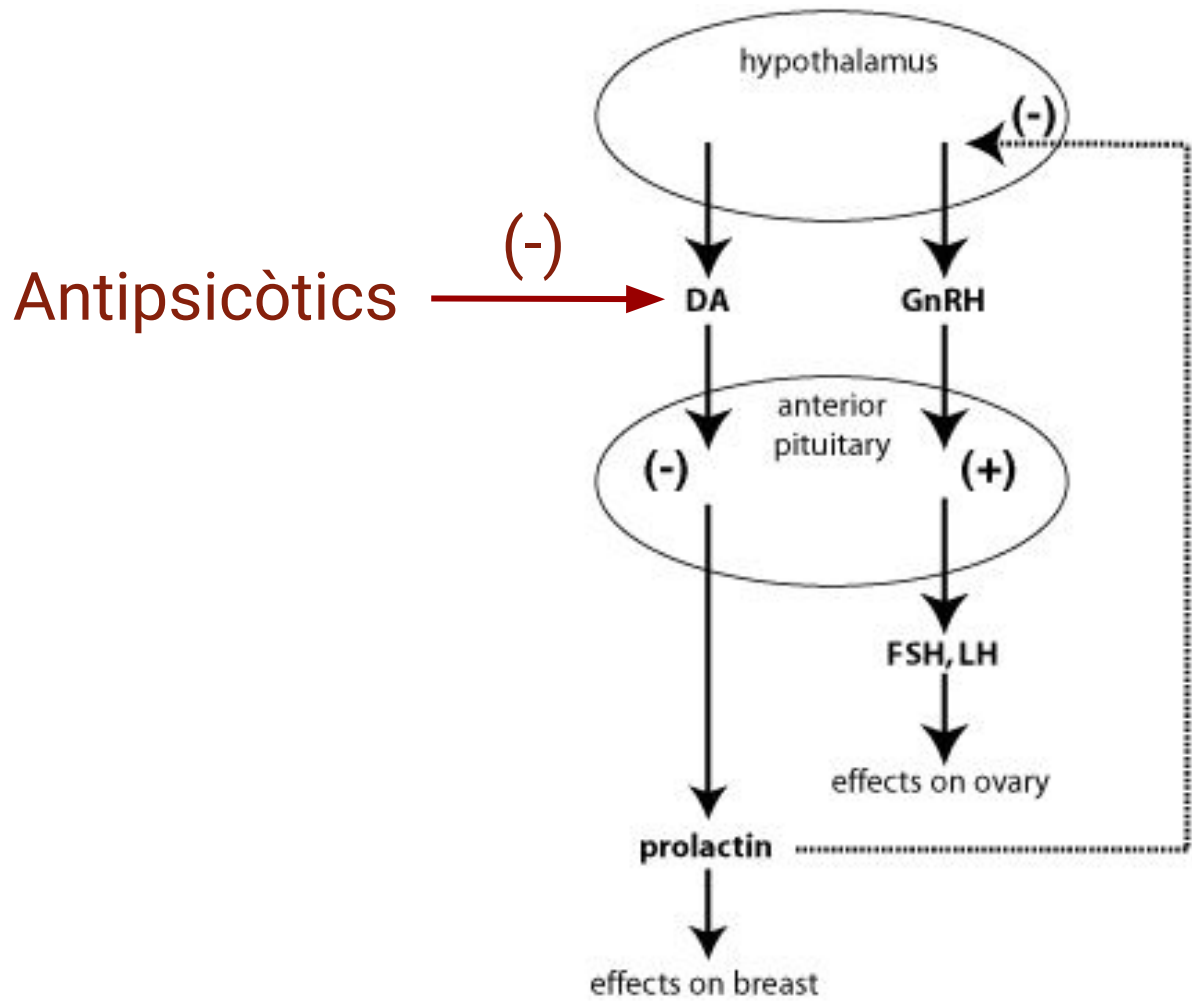 hypothalamus
(-)
(-)
Antipsicòtics
DA
GnRH
anterior
pituitary
(-)
(+)
FSH, LH
effects on ovary
prolactin
effects on breast